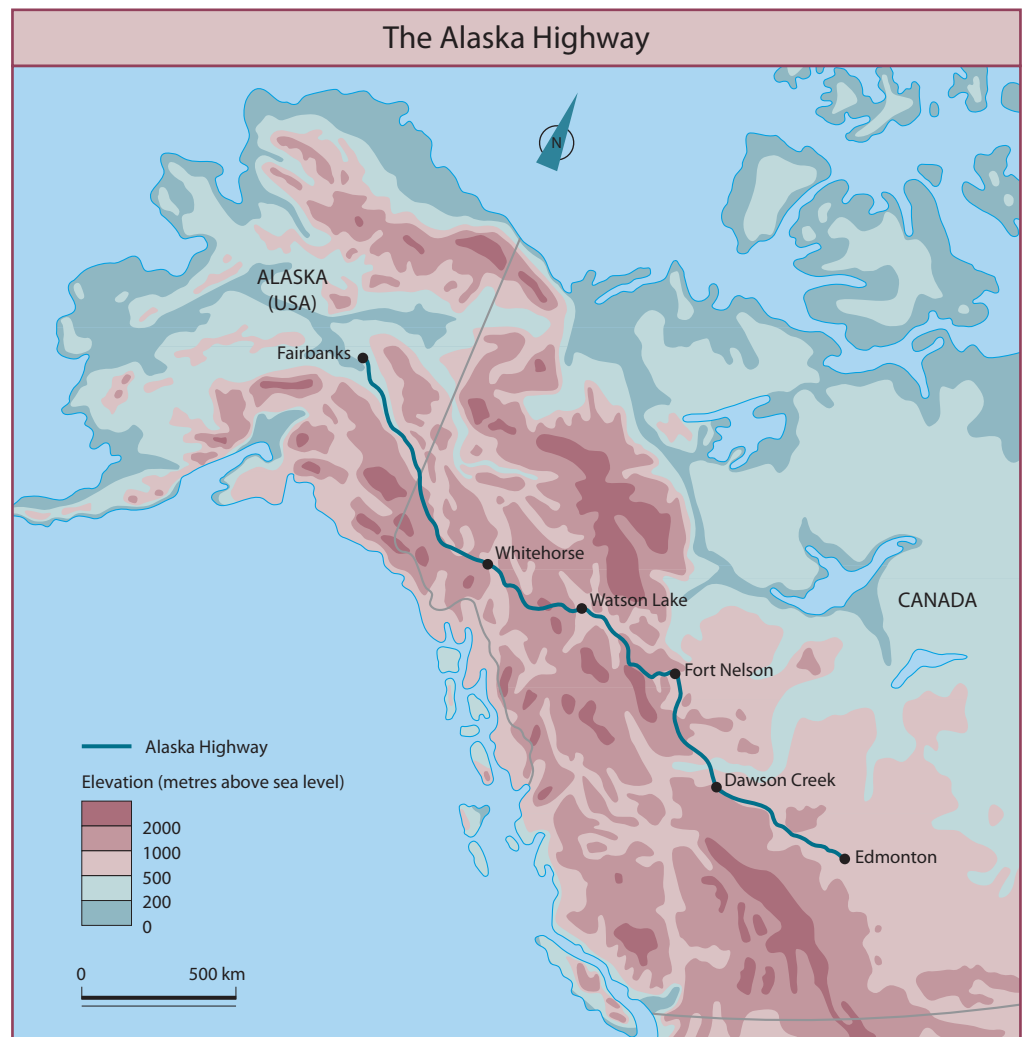 The Alaska Highway
N
ALASKA
(USA)
Fairbanks
Whitehorse
Watson Lake
CANADA
Fort Nelson
Dawson Creek
Edmonton
Alaska Highway
Elevation (metres above sea level)
2000
1000
500
200
0
0 500 km